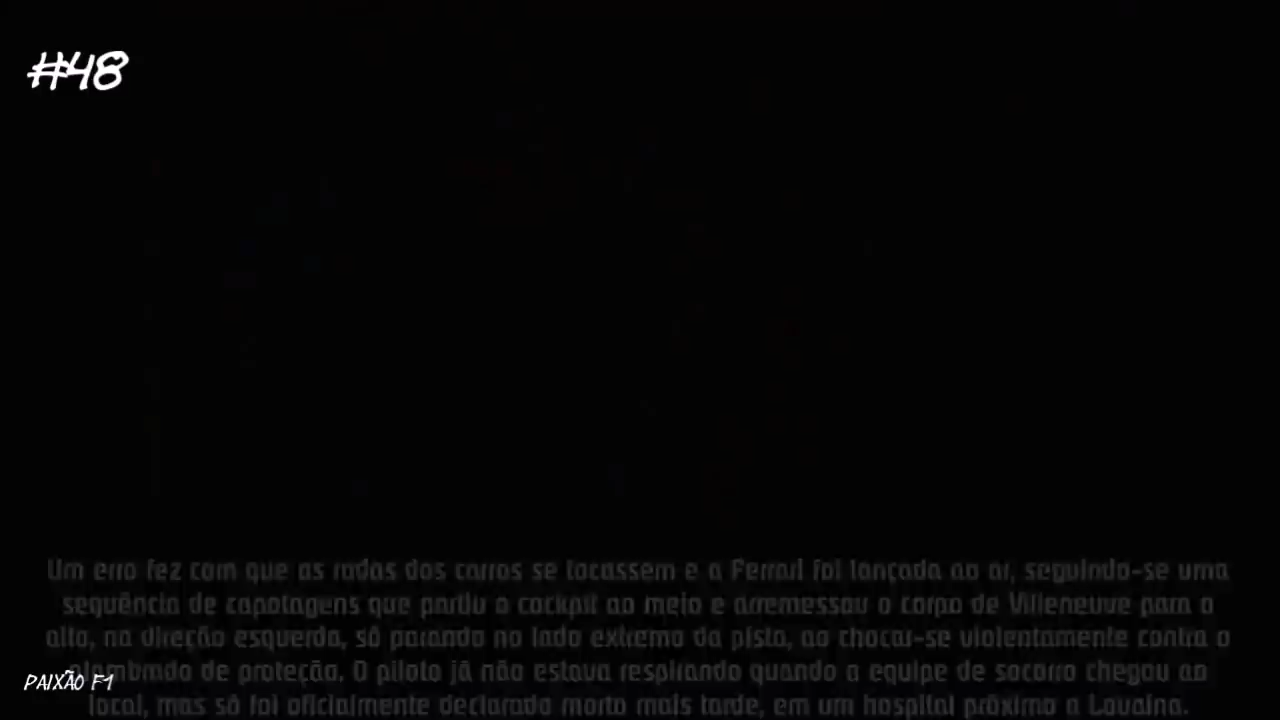 #48
Um erro fez com que as rodas dos carros se tocassem e a Ferrari foi lançada ao ar, seguindo-se uma
sequência de capotagens que partiu o cockpit ao meio e arremessou o corpo de Villeneuve para o
alto, na direção esquerda, só parando no lado extremo da pista, ao chocar-se violentamente contra o
alambrado de proteção. O piloto já não estava respirando quando a equipe de socorro chegou ao
local, mas só foi oficialmente declarado morto mais tarde, em um hospital próximo a Lovaina.
PAIXÃO F1